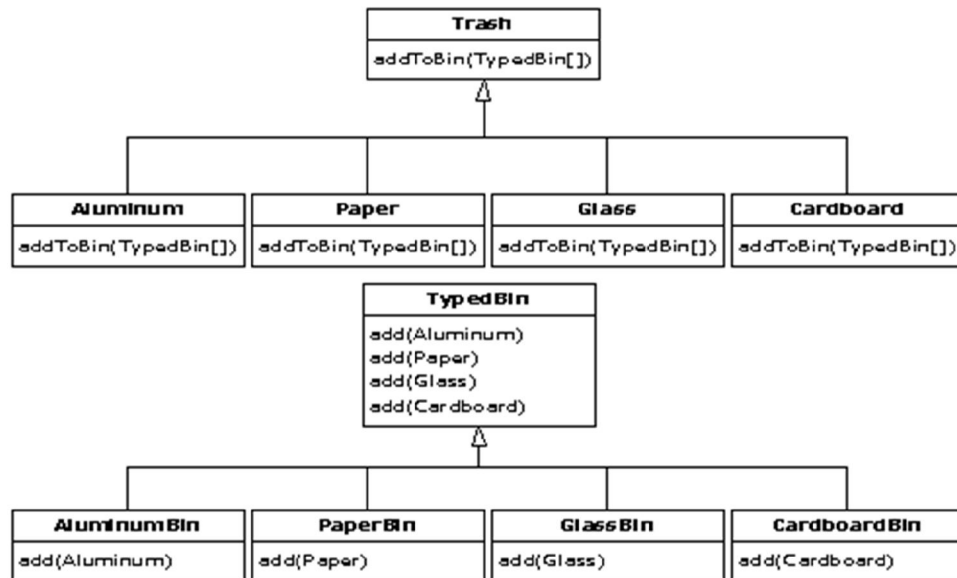 Trash
addToBin(TypedBin[])
Aluminum Paper Glass Cardboard
addToBin(TypedBin[]) addToBin(TypedBin[]) addToBin(TypedBin[]) addToBin(TypedBin[])
TypedBin
add(Aluminum)
add(Paper)
add(Glass)
add(Cardboard)
AluminumBin PaperBin GlassBin CardboardBin
add(Aluminum) add(Paper) add(Glass) add(Cardboard)